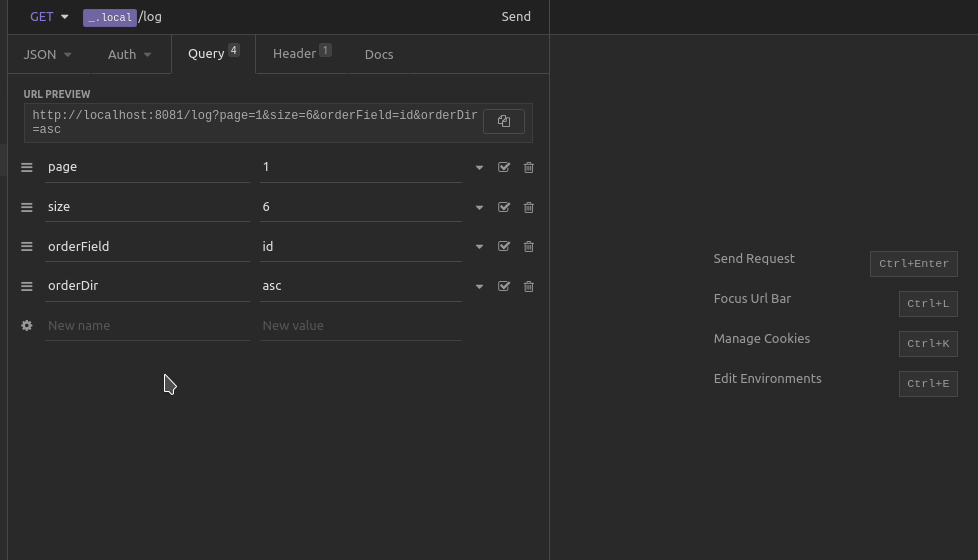 GET _.local/log Send
JSON Auth Query 4 Header 1 Docs
URL PREVIEW
http://localhost:8081/log?page=1&size=6&orderField=id&orderDir
=asc
page 1
size 6
orderField id
orderDir asc
New name New value
Send Request Ctrl+Enter
Focus Url Bar Ctrl+L
Manage Cookies Ctrl+K
Edit Environments Ctrl+E